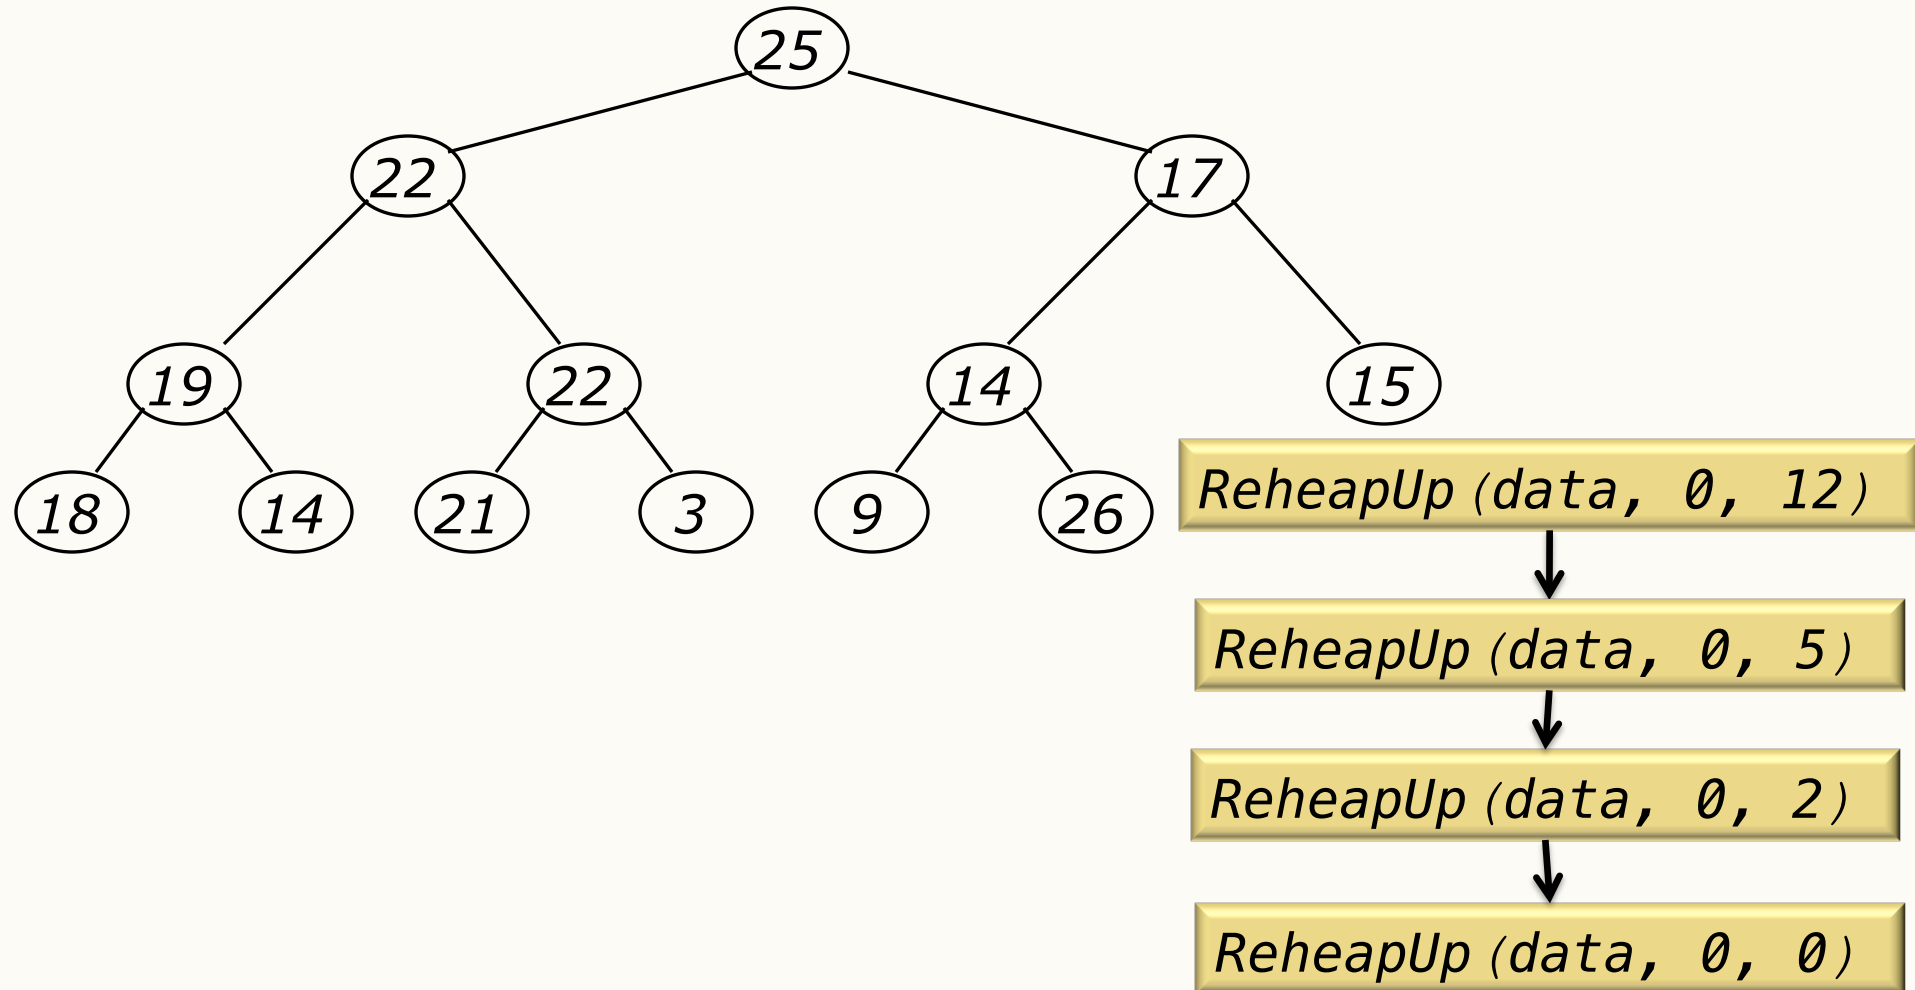 25
22 17
19 22 14 15
18 14 21 3 9 26
ReheapUp(data, 0, 12)
ReheapUp(data, 0, 5)
ReheapUp(data, 0, 2)
ReheapUp(data, 0, 0)